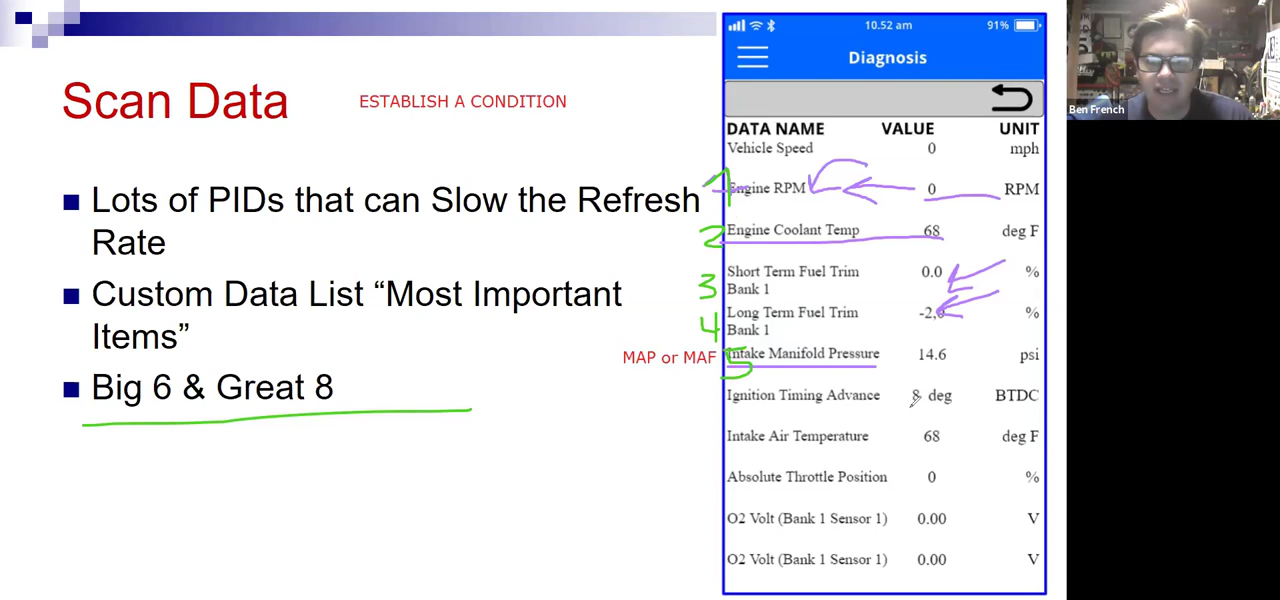 Scan Data
ESTABLISH A CONDITION
Lots of PIDs that can Slow the Refresh
Rate
Custom Data List “Most Important
Items”
Big 6 & Great 8
MAP or MAF
10.52 am
91%
Diagnosis
DATA NAME VALUE UNIT
Vehicle Speed 0 mph
1 Engine RPM 0 RPM
2 Engine Coolant Temp 68 deg F
3 Short Term Fuel Trim 0.0 %
Bank 1
4 Long Term Fuel Trim -2.0 %
Bank 1
5 Intake Manifold Pressure 14.6 psi
Ignition Timing Advance 8 deg BTDC
Intake Air Temperature 68 deg F
Absolute Throttle Position 0 %
O2 Volt (Bank 1 Sensor 1) 0.00 V
O2 Volt (Bank 1 Sensor 1) 0.00 V
Ben French